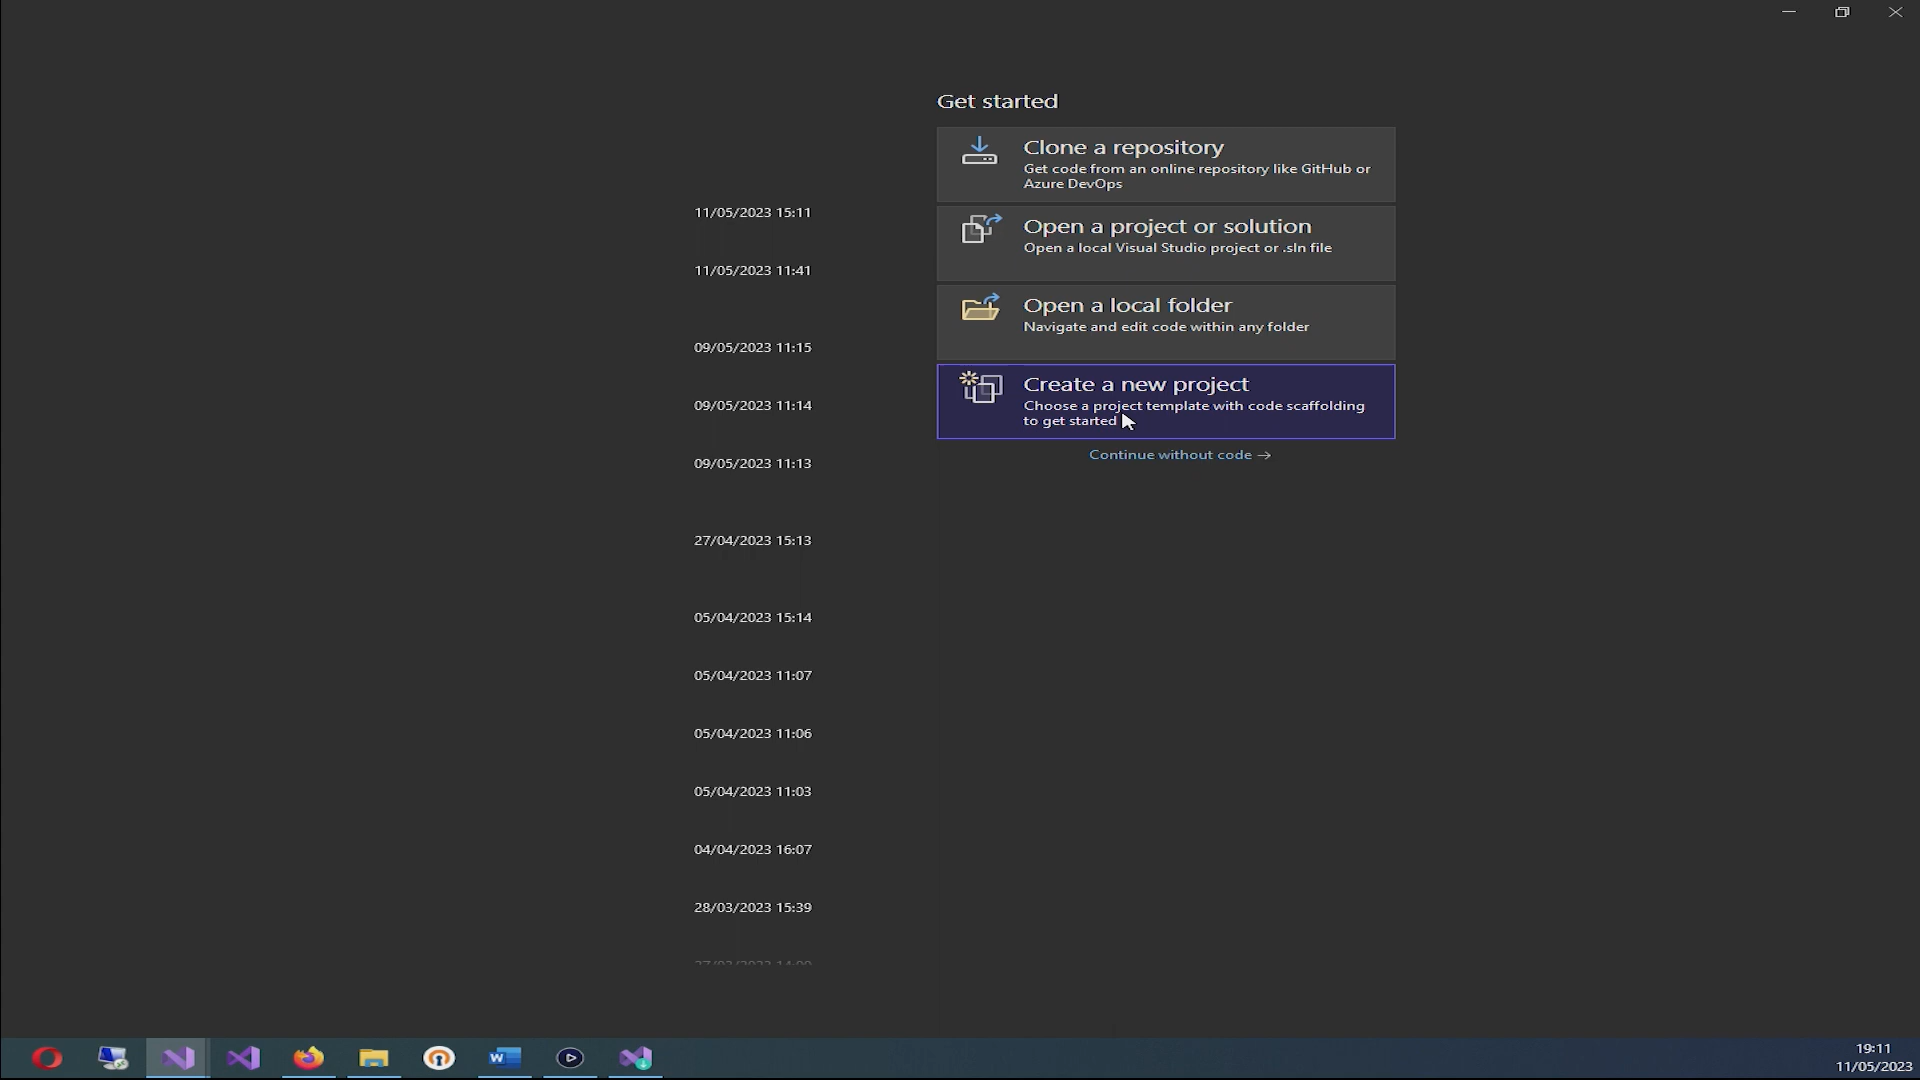 Get started
Clone a repository
Get code from an online repository like GitHub or
Azure DevOps
Open a project or solution
Open a local Visual Studio project or .sln file
Open a local folder
Navigate and edit code within any folder
Create a new project
Choose a project template with code scaffolding
to get started
Continue without code →
11/05/2023 15:11
11/05/2023 11:41
09/05/2023 11:15
09/05/2023 11:14
09/05/2023 11:13
27/04/2023 15:13
05/04/2023 15:14
05/04/2023 11:07
05/04/2023 11:06
05/04/2023 11:03
04/04/2023 16:07
28/03/2023 15:39
19:11
11/05/2023